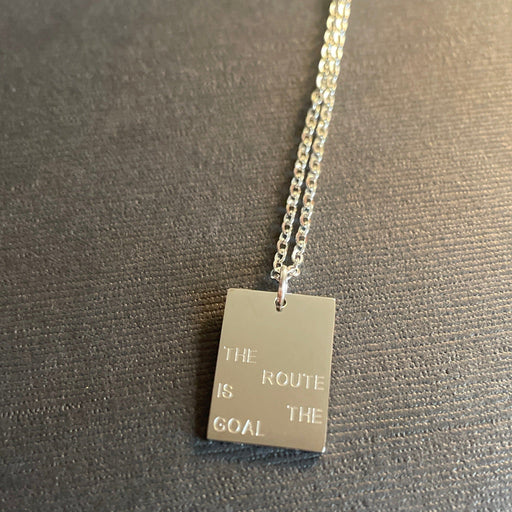 THE
ROUTE
IS
THE
GOAL